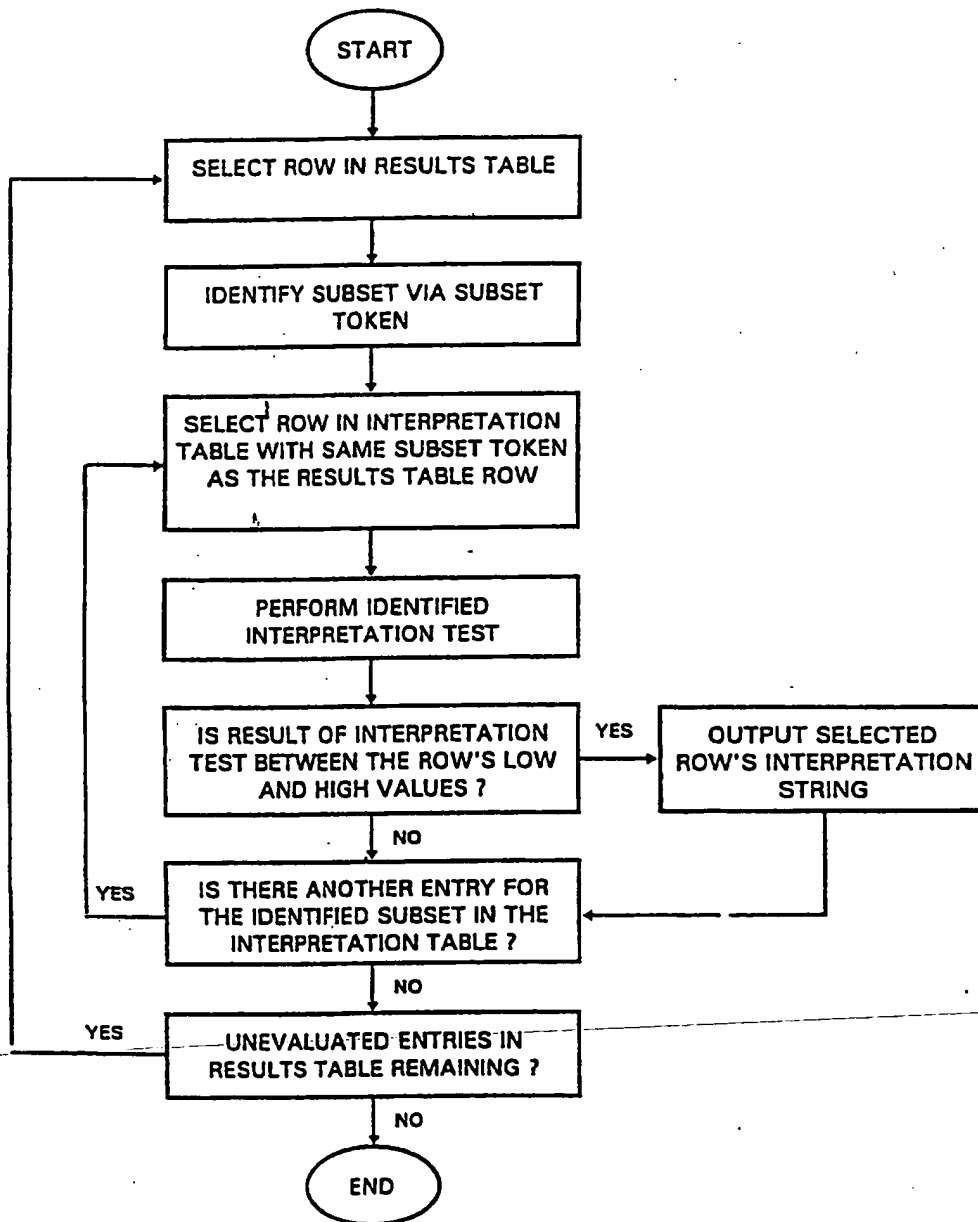 START
SELECT ROW IN RESULTS TABLE
IDENTIFY SUBSET VIA SUBSET
TOKEN
SELECT ROW IN INTERPRETATION
TABLE WITH SAME SUBSET TOKEN
AS THE RESULTS TABLE ROW
PERFORM IDENTIFIED
INTERPRETATION TEST
IS RESULT OF INTERPRETATION
TEST BETWEEN THE ROW'S LOW
AND HIGH VALUES ?
YES
OUTPUT SELECTED
ROW'S INTERPRETATION
STRING
NO
YES
IS THERE ANOTHER ENTRY FOR
THE IDENTIFIED SUBSET IN THE
INTERPRETATION TABLE ?
NO
YES
UNEVALUATED ENTRIES IN
RESULTS TABLE REMAINING ?
NO
END